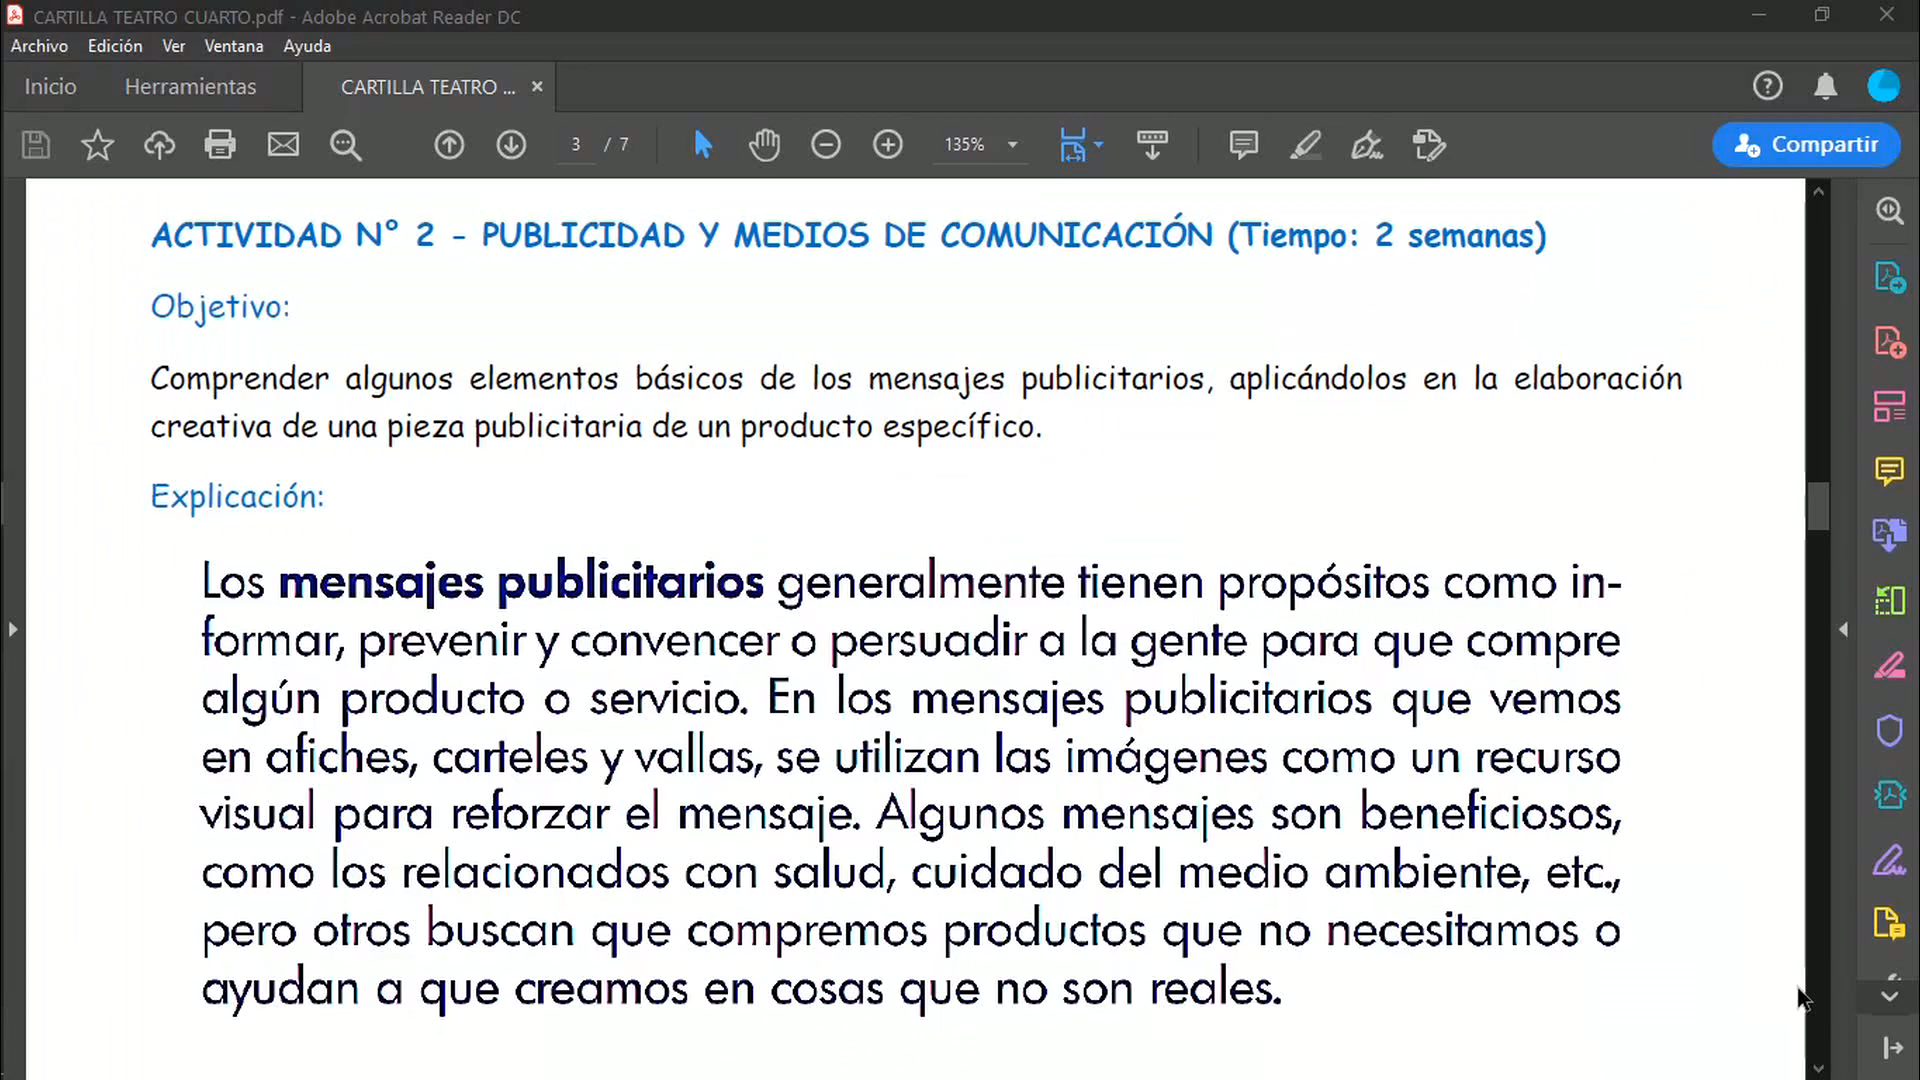 CARTILLA TEATRO CUARTO.pdf - Adobe Acrobat Reader DC
Archivo Edición Ver Ventana Ayuda
Inicio Herramientas CARTILLA TEATRO ... ×
3 / 7 135% Compartir
ACTIVIDAD N° 2 - PUBLICIDAD Y MEDIOS DE COMUNICACIÓN (Tiempo: 2 semanas)
Objetivo:
Comprender algunos elementos básicos de los mensajes publicitarios, aplicándolos en la elaboración
creativa de una pieza publicitaria de un producto específico.
Explicación:
Los mensajes publicitarios generalmente tienen propósitos como in-
formar, prevenir y convencer o persuadir a la gente para que compre
algún producto o servicio. En los mensajes publicitarios que vemos
en afiches, carteles y vallas, se utilizan las imágenes como un recurso
visual para reforzar el mensaje. Algunos mensajes son beneficiosos,
como los relacionados con salud, cuidado del medio ambiente, etc.,
pero otros buscan que compremos productos que no necesitamos o
ayudan a que creamos en cosas que no son reales.